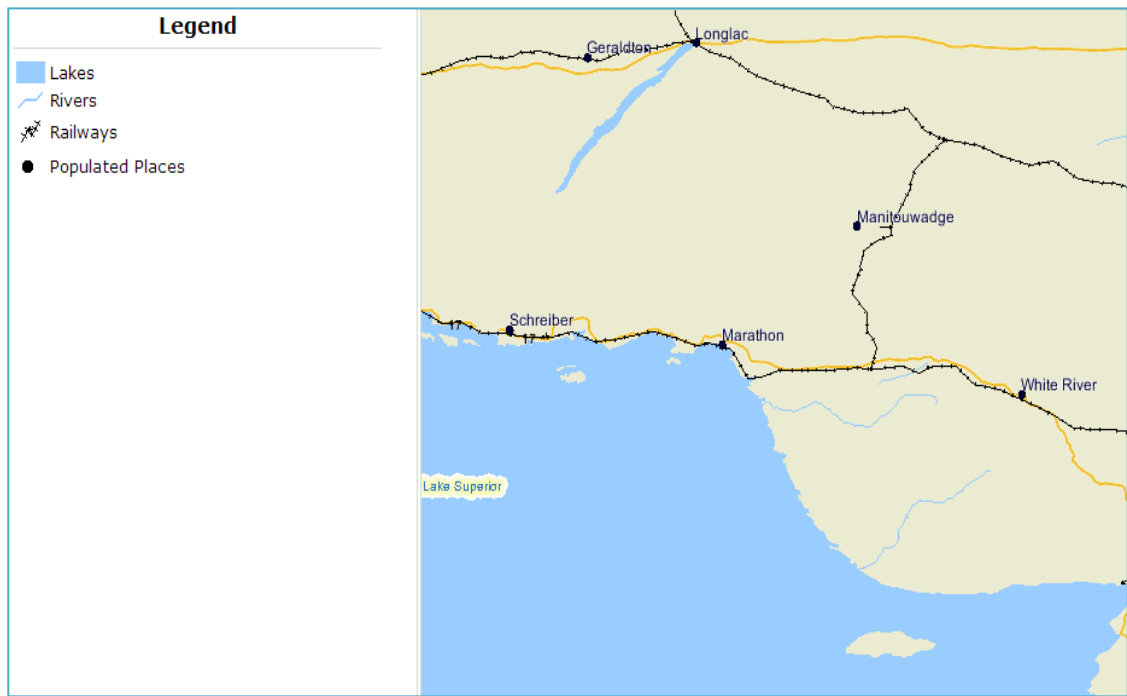 Legend
Lakes
Rivers
Railways
Populated Places
Longlac
Geraldton
Manitouwadge
17
Schreiber
17
Marathon
White River
Lake Superior